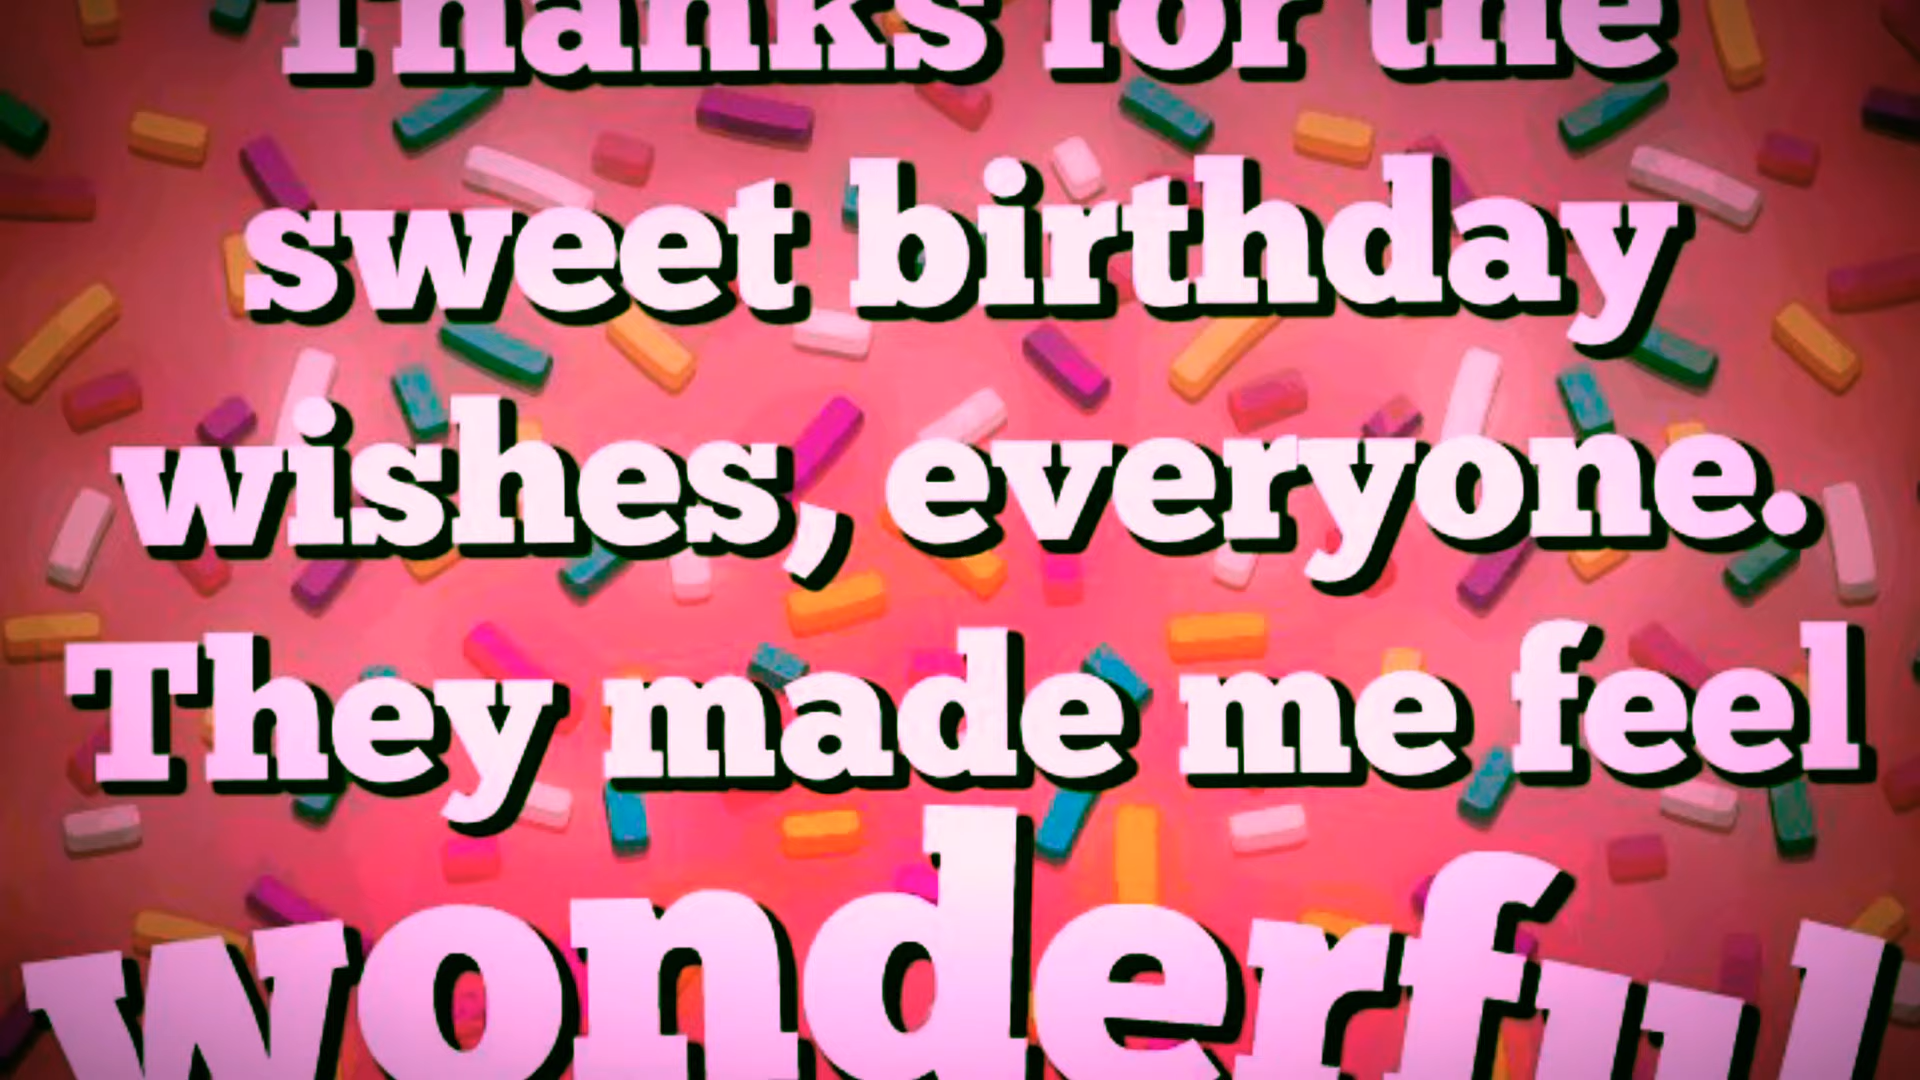 Thanks for the
sweet birthday
wishes, everyone.
They made me feel
wonderful